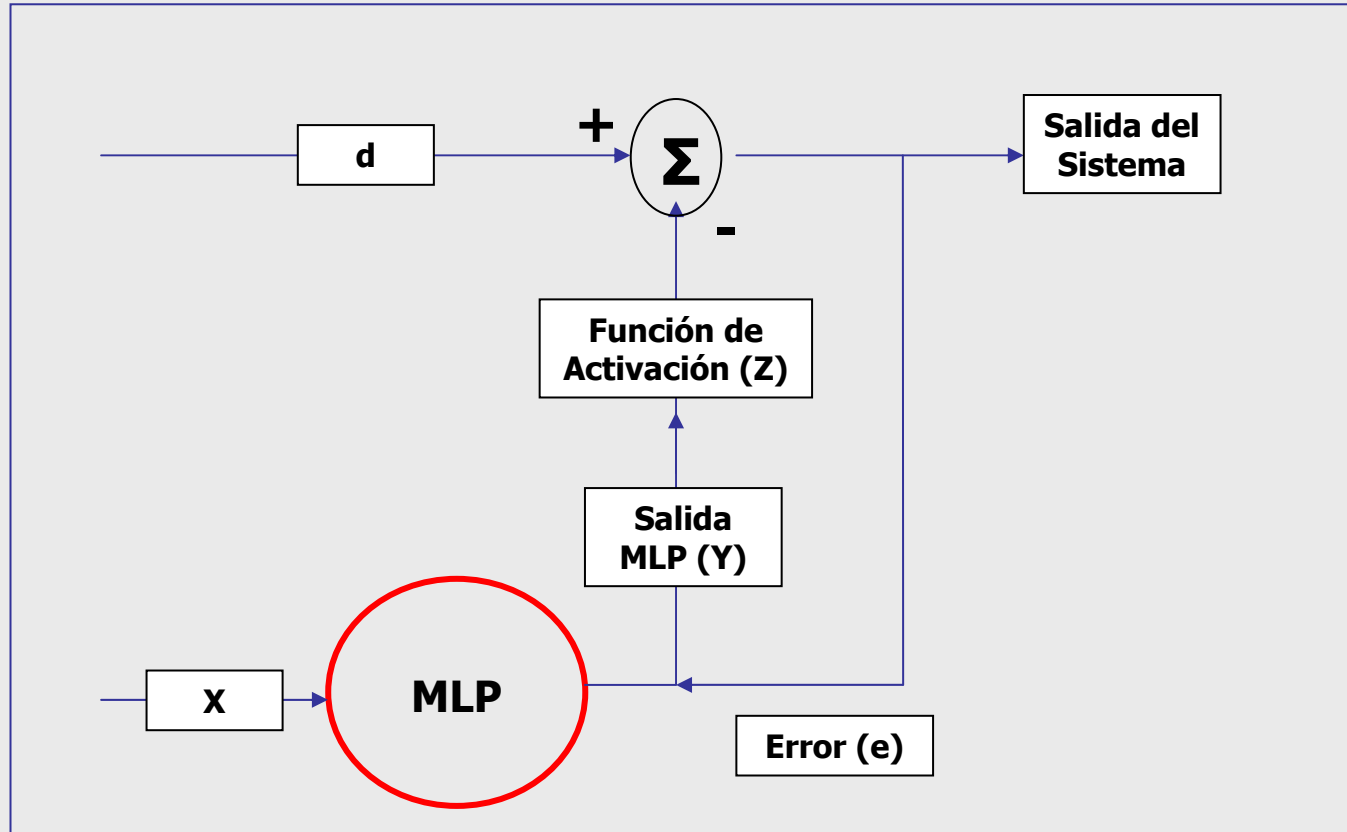 d
+
Σ
-
Salida del
Sistema
Función de
Activación (Z)
Salida
MLP (Y)
X
MLP
Error (e)